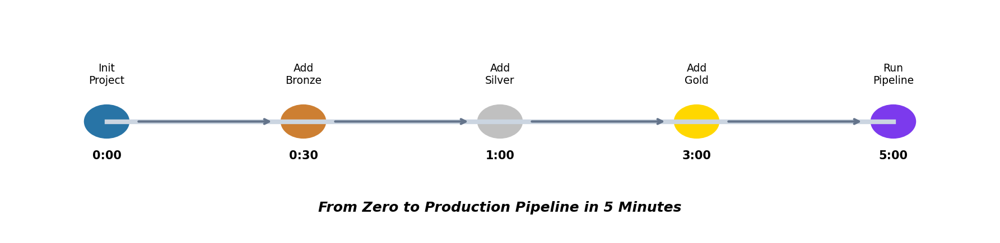 Init
Project
Add
Bronze
Add
Silver
Add
Gold
Run
Pipeline
0:00
0:30
1:00
3:00
5:00
From Zero to Production Pipeline in 5 Minutes